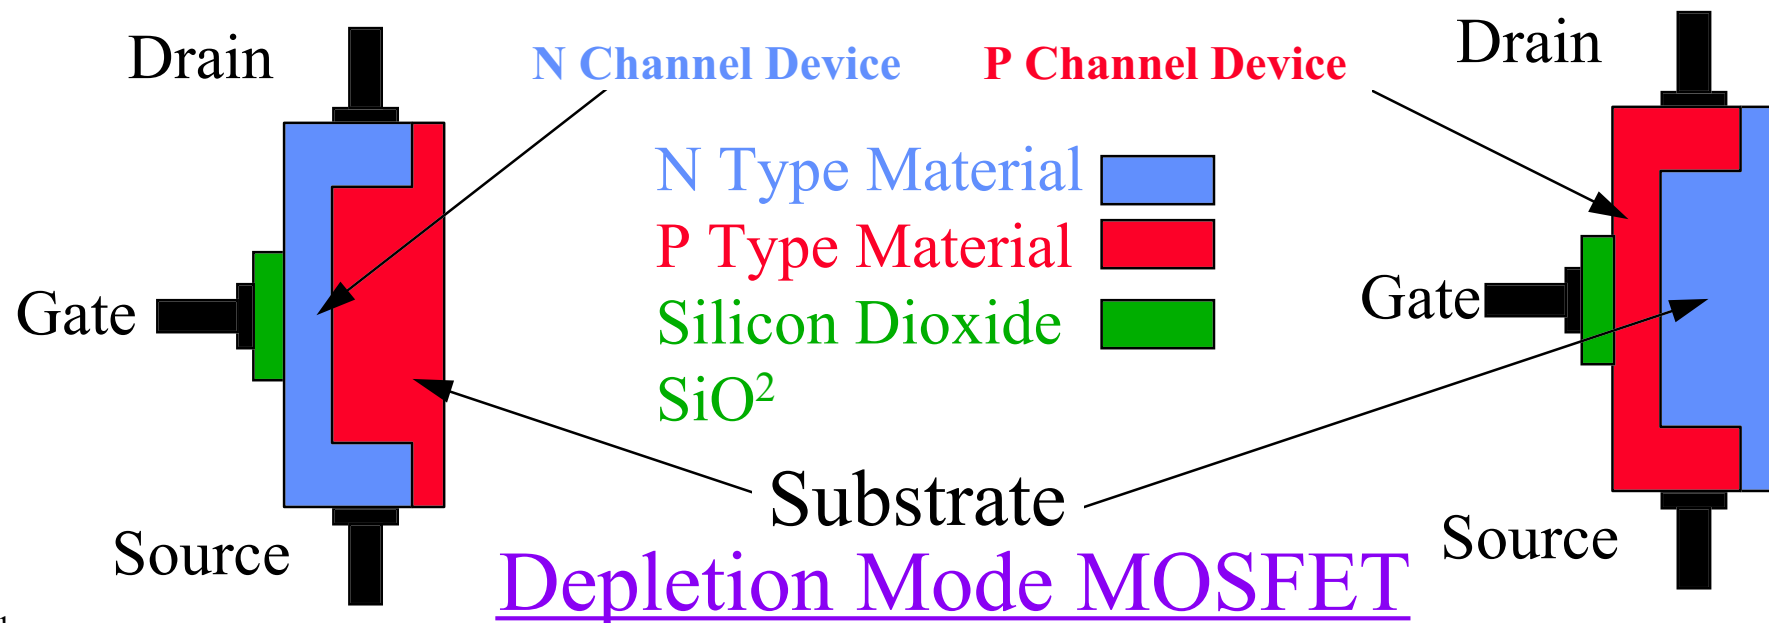 Drain
N Channel Device
P Channel Device
Drain
N Type Material
P Type Material
Gate
Gate
Silicon Dioxide
SiO²
Substrate
Source
Source
Depletion Mode MOSFET